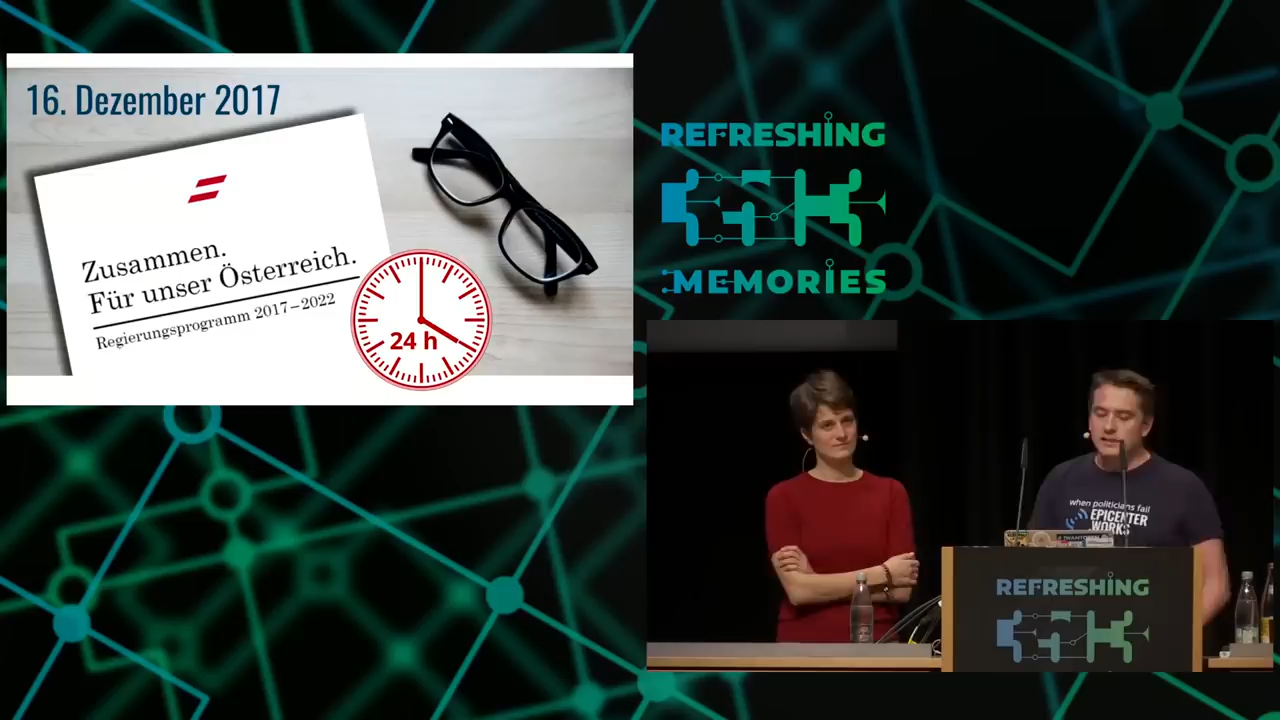 16. Dezember 2017
Zusammen.
Für unser Österreich.
Regierungsprogramm 2017–2022
24 h
REFRESHING
35C3
:MEMORIES
when politicians fail
EPICENTER
WORKS
REFRESHING